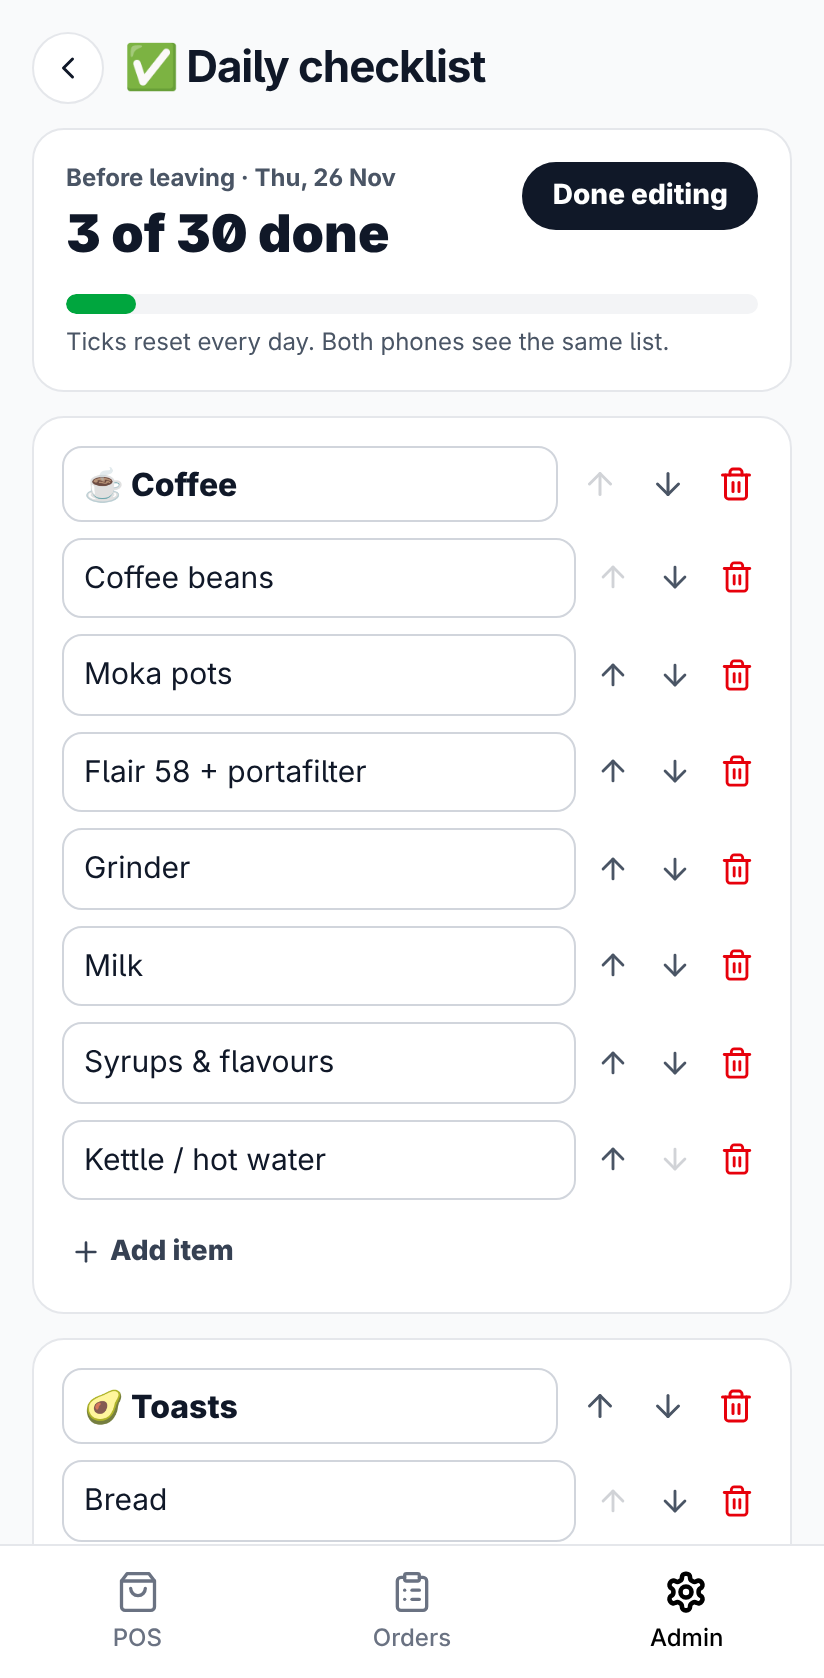 ✅ Daily checklist
Before leaving · Thu, 26 Nov
Done editing
3 of 30 done
Ticks reset every day. Both phones see the same list.
☕ Coffee
Coffee beans
Moka pots
Flair 58 + portafilter
Grinder
Milk
Syrups & flavours
Kettle / hot water
+ Add item
🥑 Toasts
Bread
POS
Orders
Admin